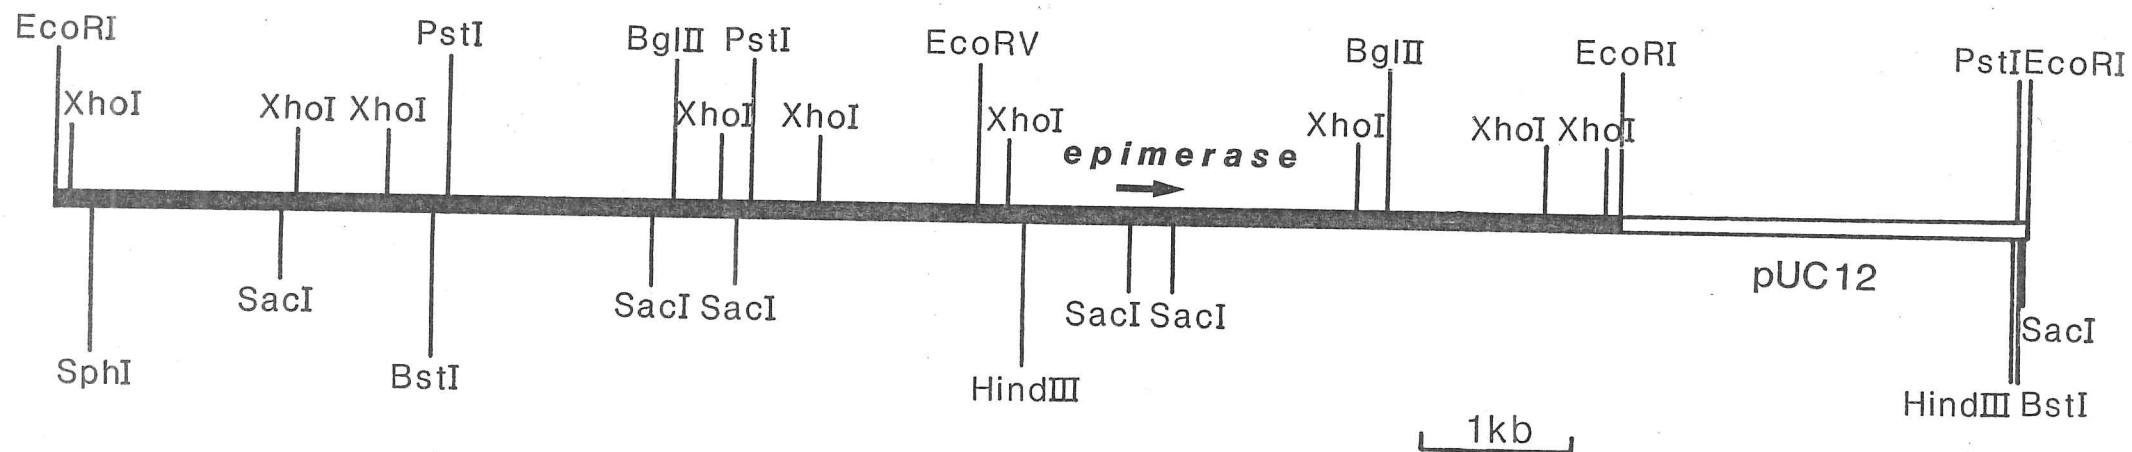 EcoRI PstI BglⅡ PstI EcoRV BglⅡ EcoRI PstI EcoRI
XhoI XhoI XhoI XhoI XhoI XhoI XhoI XhoI XhoI
epimerase
SacI SacI SacI SacI SacI pUC12 SacI
SphI BstI HindⅢ HindⅢ BstI
1kb